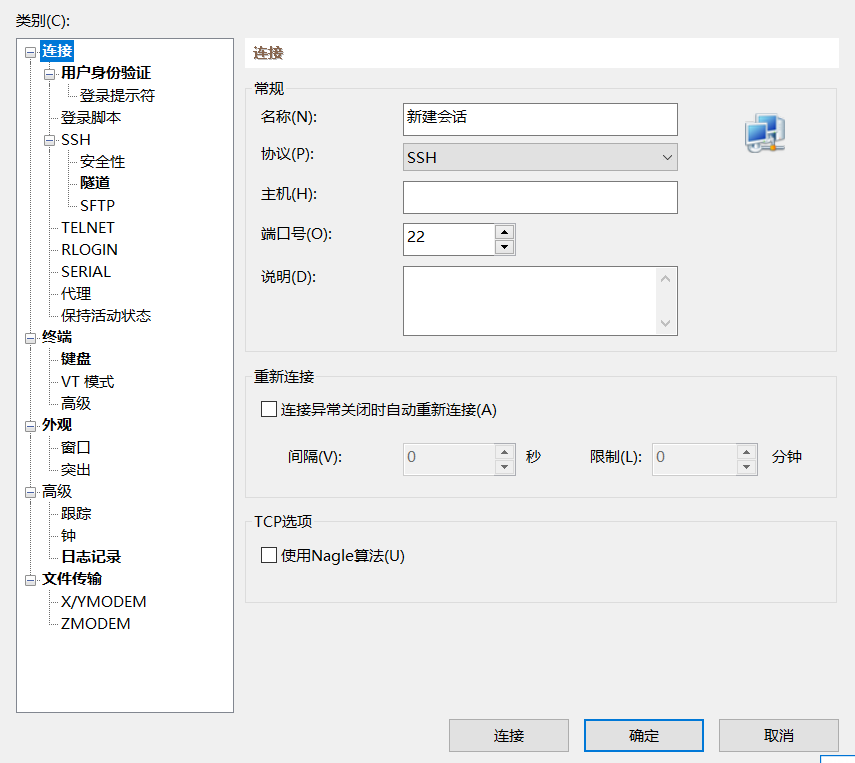 类别(C):
连接
用户身份验证
登录提示符
登录脚本
SSH
安全性
隧道
SFTP
TELNET
RLOGIN
SERIAL
代理
保持活动状态
终端
键盘
VT 模式
高级
外观
窗口
突出
高级
跟踪
钟
日志记录
文件传输
X/YMODEM
ZMODEM
连接
常规
名称(N): 新建会话
协议(P): SSH
主机(H):
端口号(O): 22
说明(D):
重新连接
连接异常关闭时自动重新连接(A)
间隔(V): 0 秒 限制(L): 0 分钟
TCP选项
使用Nagle算法(U)
连接 确定 取消